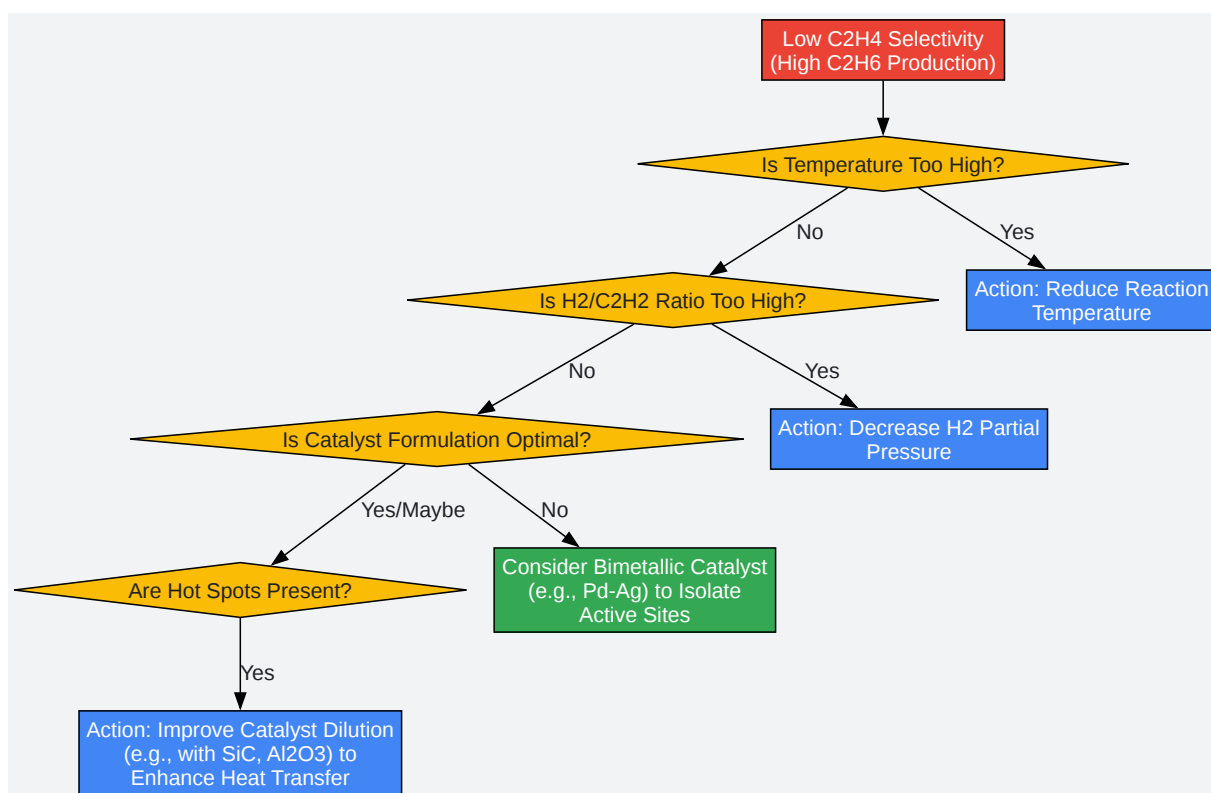 Low C2H4 Selectivity
(High C2H6 Production)
Is Temperature Too High?
No
Yes
Is H2/C2H2 Ratio Too High?
Action: Reduce Reaction
Temperature
No
Yes
Is Catalyst Formulation Optimal?
Action: Decrease H2 Partial
Pressure
Yes/Maybe
No
Are Hot Spots Present?
Consider Bimetallic Catalyst
(e.g., Pd-Ag) to Isolate
Active Sites
Yes
Action: Improve Catalyst Dilution
(e.g., with SiC, Al2O3) to
Enhance Heat Transfer